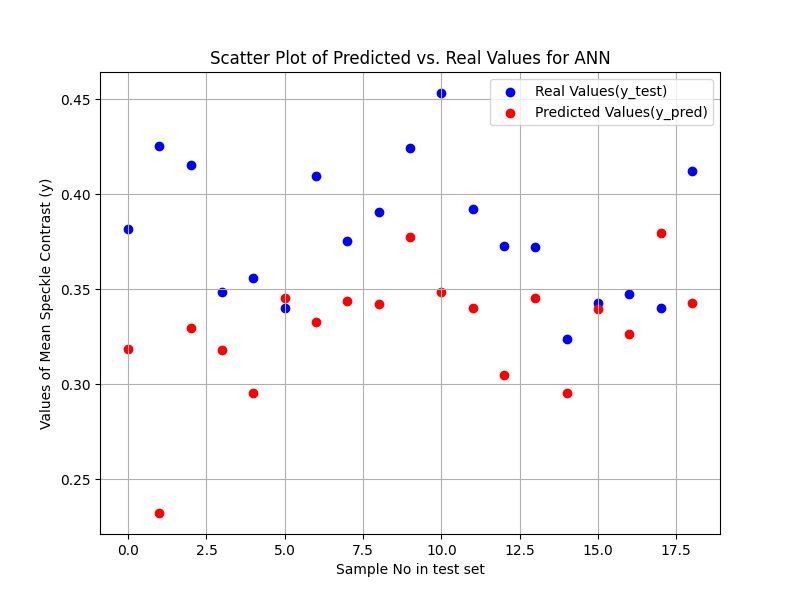 Scatter Plot of Predicted vs. Real Values for ANN
Real Values(y_test)
Predicted Values(y_pred)
Values of Mean Speckle Contrast (y)
0.45
0.40
0.35
0.30
0.25
0.0 2.5 5.0 7.5 10.0 12.5 15.0 17.5
Sample No in test set